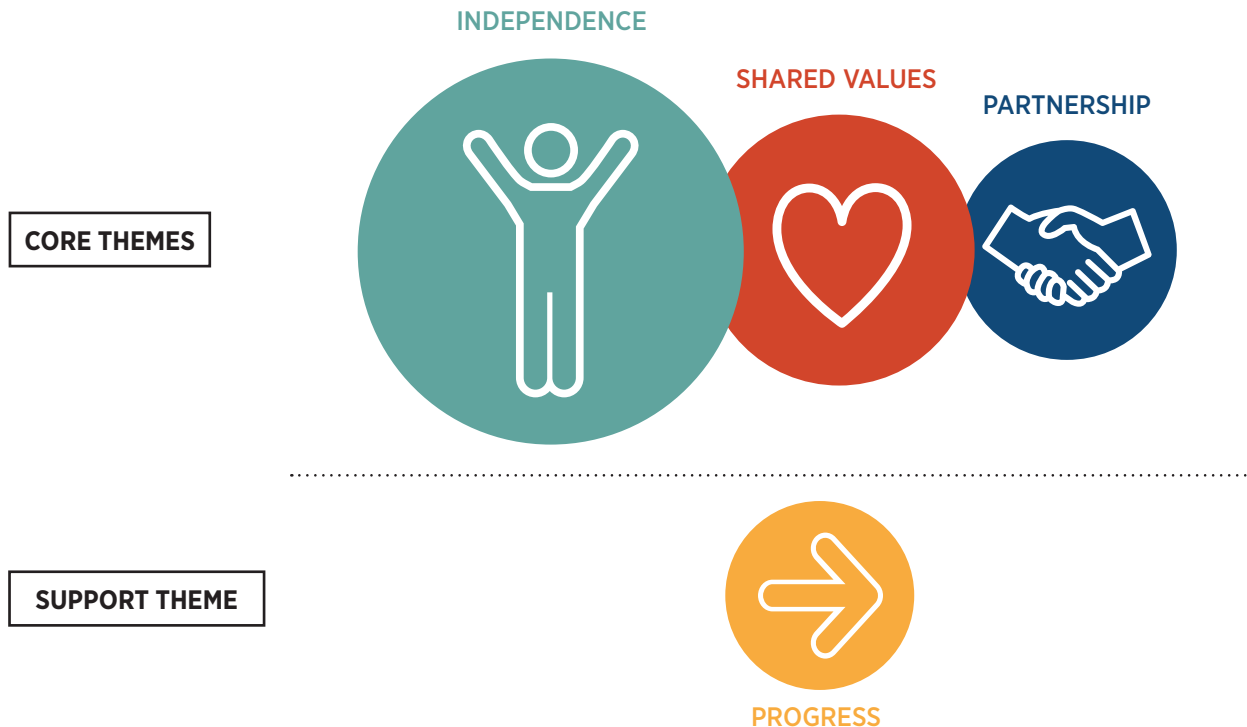 INDEPENDENCE
SHARED VALUES
PARTNERSHIP
CORE THEMES
SUPPORT THEME
PROGRESS